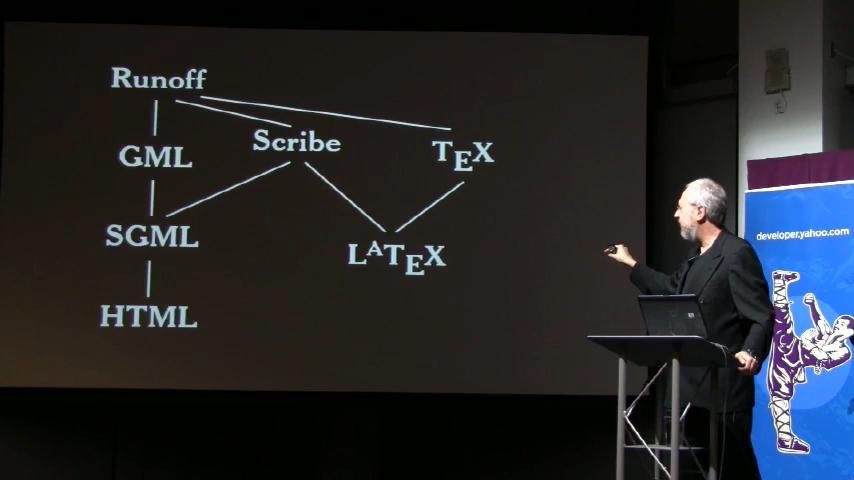 Runoff
Scribe
TEX
GML
SGML
LATEX
HTML
developer.yahoo.com